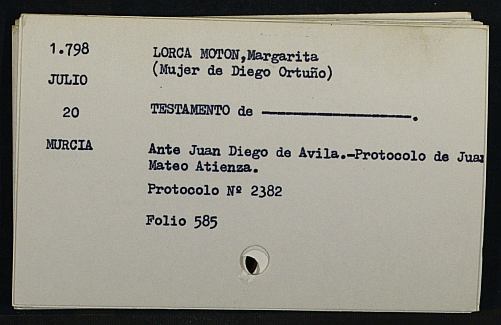 1.798
LORCA MOTON,Margarita
(Mujer de Diego Ortuño)
JULIO
20
TESTAMENTO de ————————————.
MURCIA
Ante Juan Diego de Avila.-Protocolo de Juan
Mateo Atienza.
Protocolo Nº 2382
Folio 585